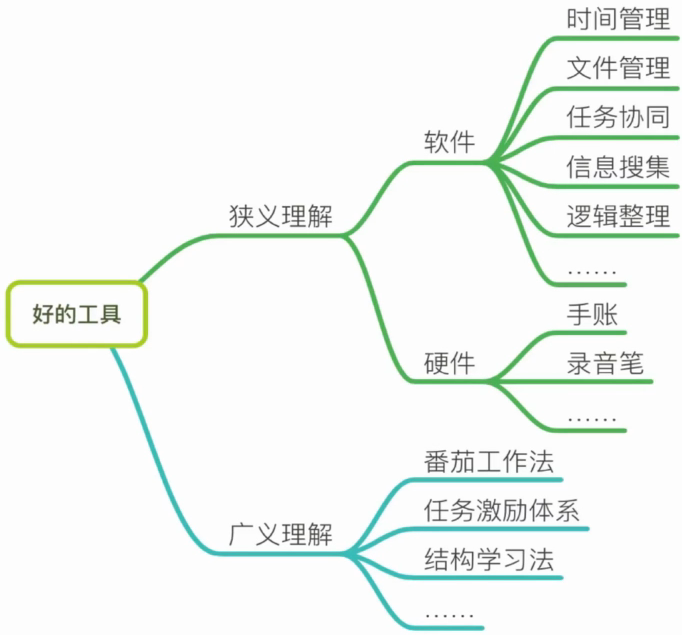 好的工具
狭义理解
软件
时间管理
文件管理
任务协同
信息搜集
逻辑整理
……
硬件
手账
录音笔
……
广义理解
番茄工作法
任务激励体系
结构学习法
……